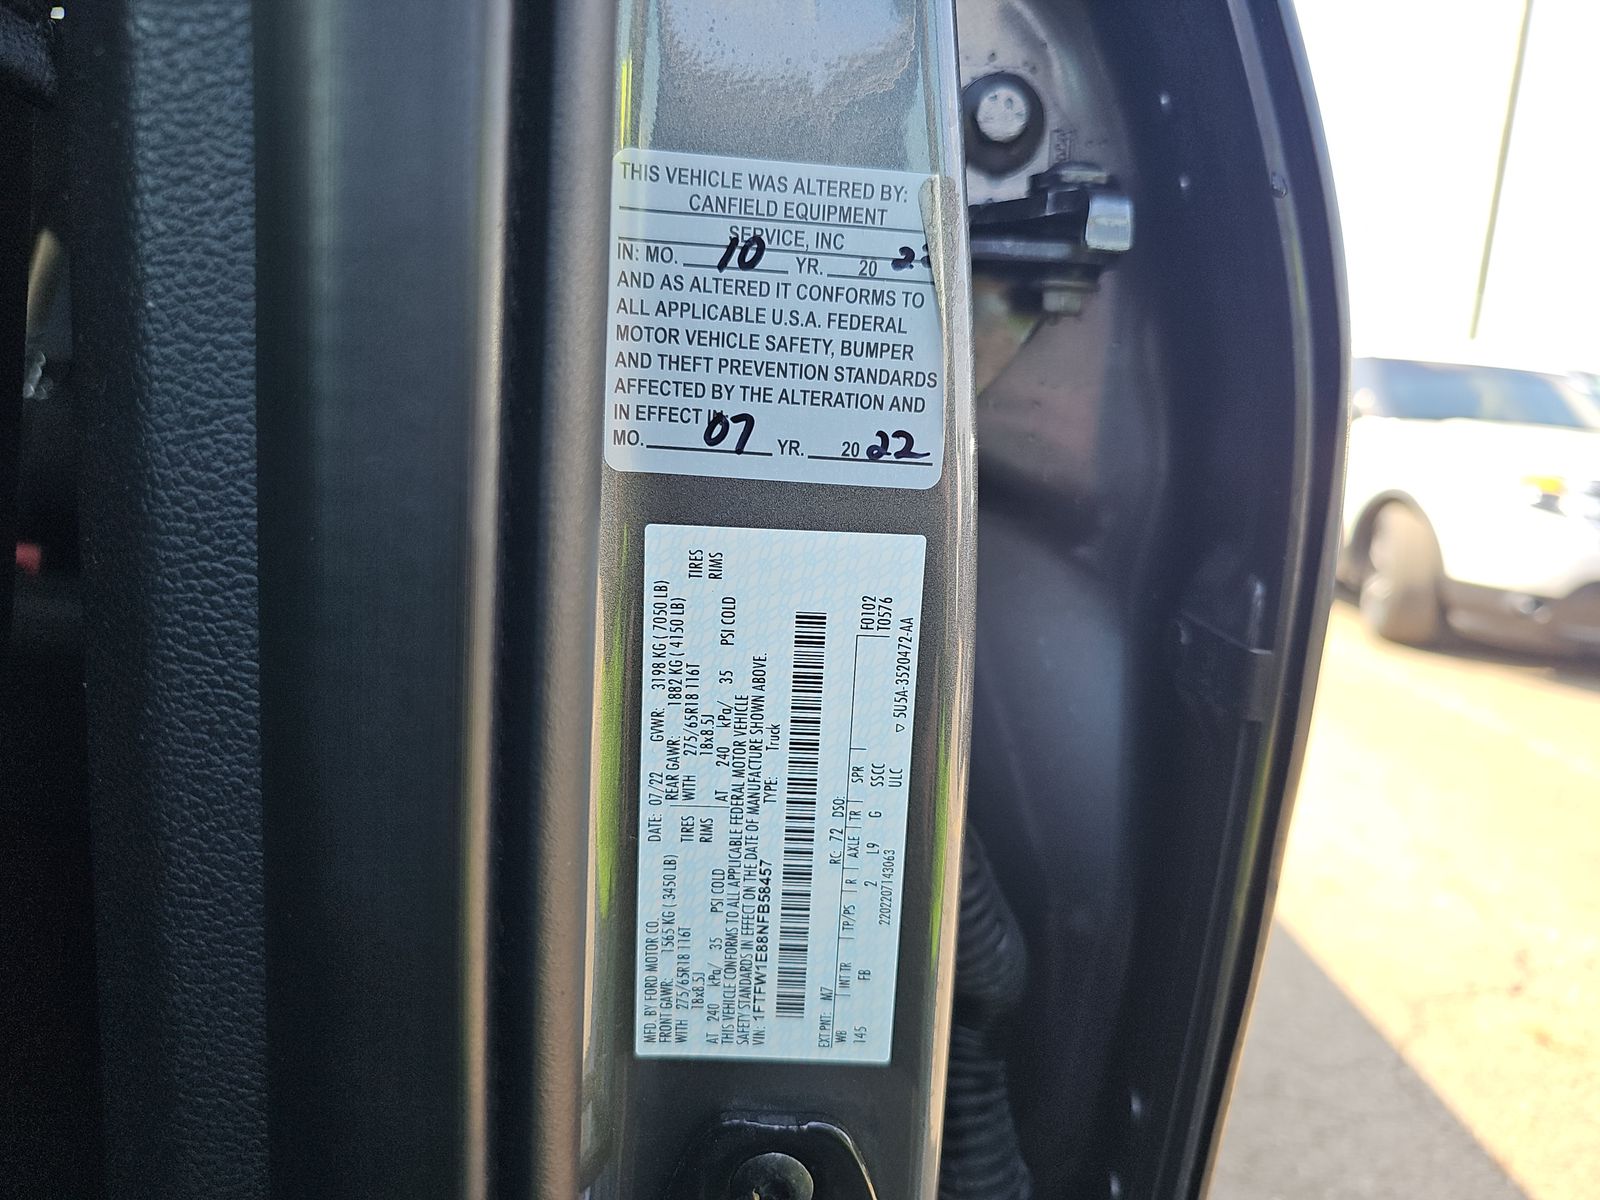 THIS VEHICLE WAS ALTERED BY:
CANFIELD EQUIPMENT
SERVICE, INC
IN: MO. 10 YR. 20 22
AND AS ALTERED IT CONFORMS TO
ALL APPLICABLE U.S.A. FEDERAL
MOTOR VEHICLE SAFETY, BUMPER
AND THEFT PREVENTION STANDARDS
AFFECTED BY THE ALTERATION AND
IN EFFECT IN:
MO. 07 YR. 20 22
MFD. BY FORD MOTOR CO. DATE: 07/22 GVWR: 3198 KG ( 7050 LB)
FRONT GAWR: 1565 KG ( 3450 LB) REAR GAWR: 1882 KG ( 4150 LB)
WITH 275/65R18 116T TIRES WITH 275/65R18 116T TIRES
18x8.5J RIMS 18x8.5J RIMS
AT 240 kPa/ 35 PSI COLD AT 240 kPa/ 35 PSI COLD
THIS VEHICLE CONFORMS TO ALL APPLICABLE FEDERAL MOTOR VEHICLE
SAFETY STANDARDS IN EFFECT ON THE DATE OF MANUFACTURE SHOWN ABOVE.
VIN: 1FTFW1E88NFB58457 TYPE: Truck
EXT PNT: M7 RC: 72 DSO: F0102
WB INT TR TP/PS R AXLE TR SPR T0576
145 FB 2 L9 G SSCC
2202207143063 ULC ▽ 5U5A-3520472-AA